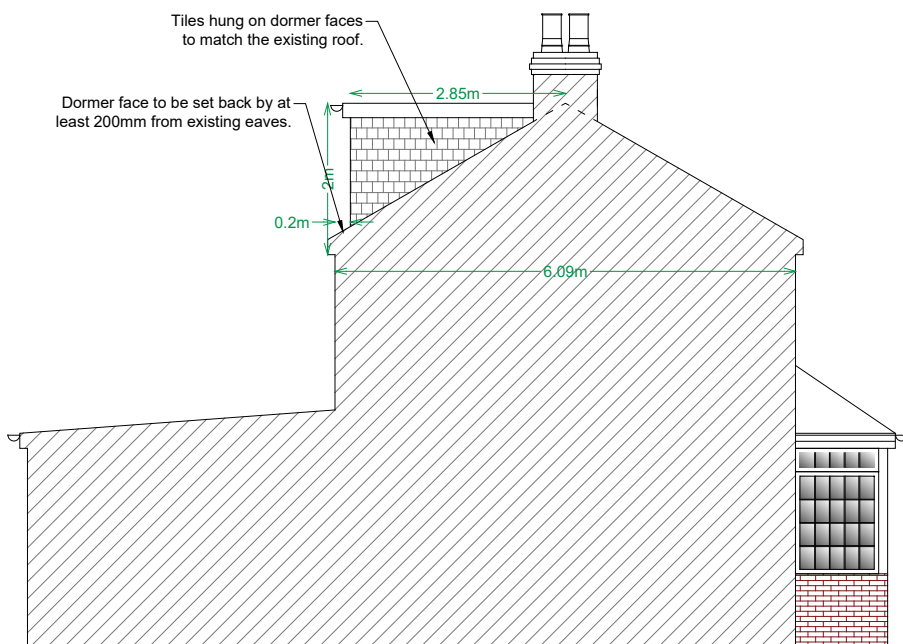 Tiles hung on dormer faces
to match the existing roof.
2.85m
Dormer face to be set back by at
least 200mm from existing eaves.
2m
0.2m
6.09m